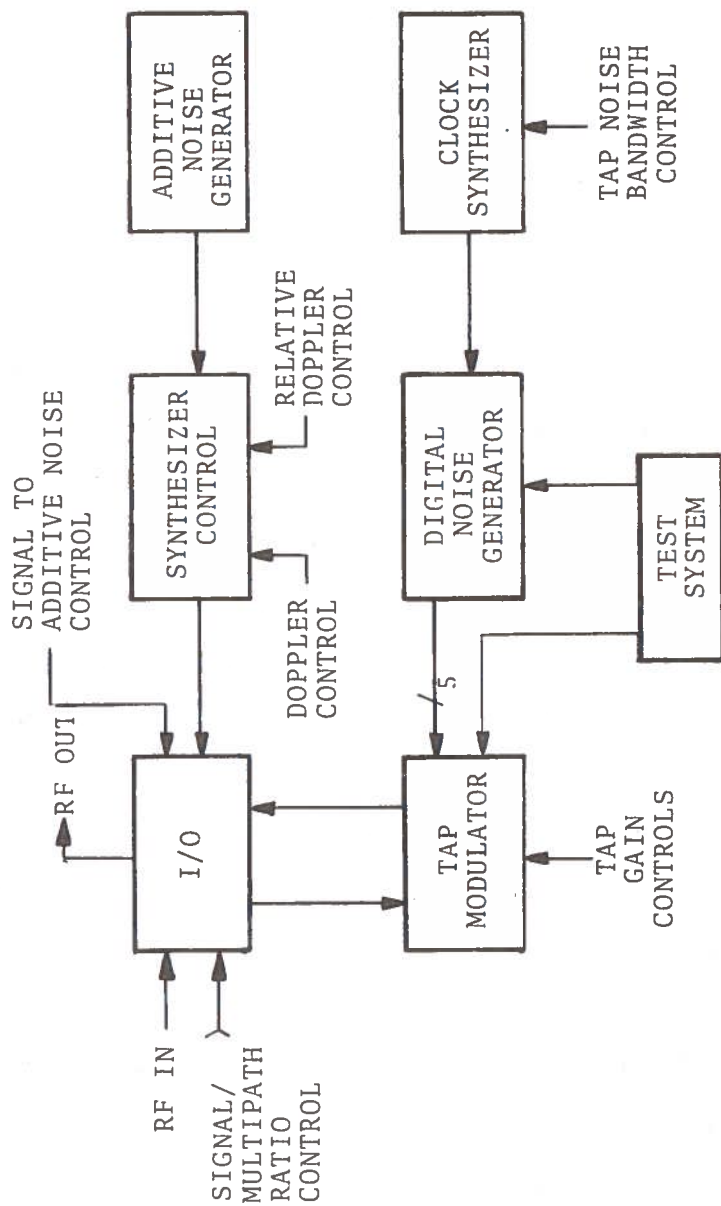 SIGNAL TO
ADDITIVE NOISE
CONTROL
RF OUT
RF IN
SIGNAL/
MULTIPATH
RATIO
CONTROL
I/O
SYNTHESIZER
CONTROL
DOPPLER
CONTROL
RELATIVE
DOPPLER
CONTROL
ADDITIVE
NOISE
GENERATOR
TAP
MODULATOR
TAP
GAIN
CONTROLS
5
DIGITAL
NOISE
GENERATOR
TEST
SYSTEM
CLOCK
SYNTHESIZER
TAP NOISE
BANDWIDTH
CONTROL